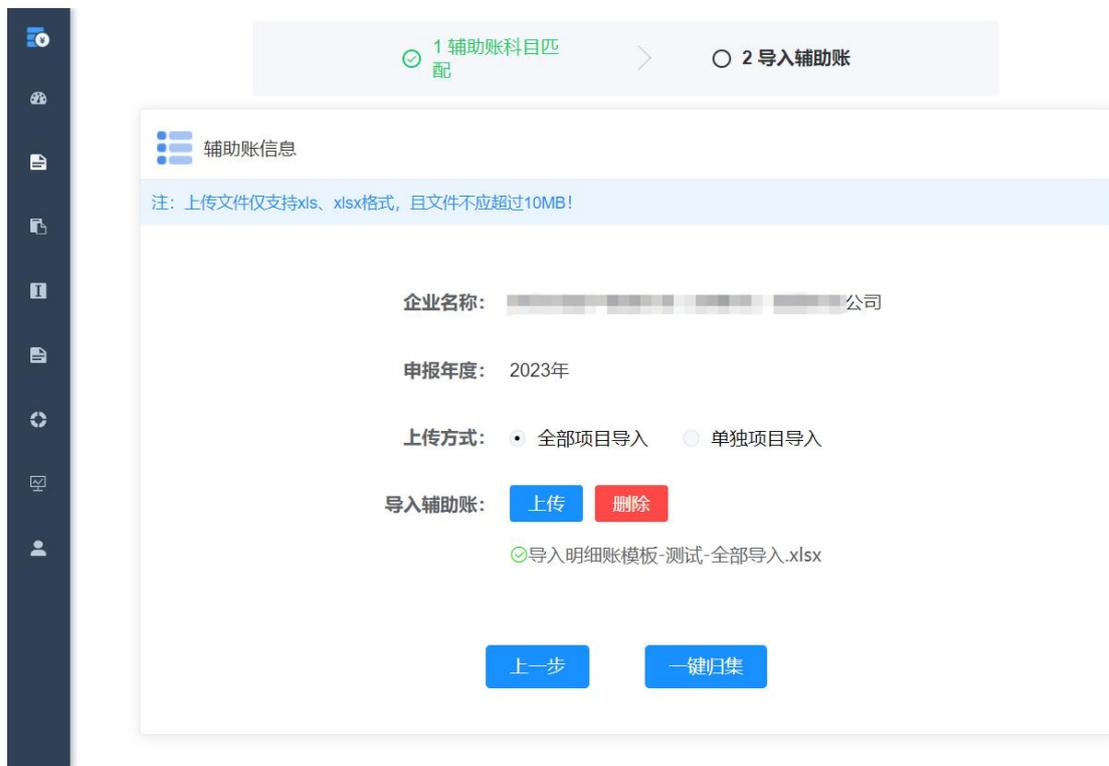 1 辅助账科目匹
配
2 导入辅助账
辅助账信息
注：上传文件仅支持xls、xlsx格式，且文件不应超过10MB！
企业名称： 公司
申报年度： 2023年
上传方式： 全部项目导入 单独项目导入
导入辅助账： 上传 删除
导入明细账模板-测试-全部导入.xlsx
上一步 一键归集